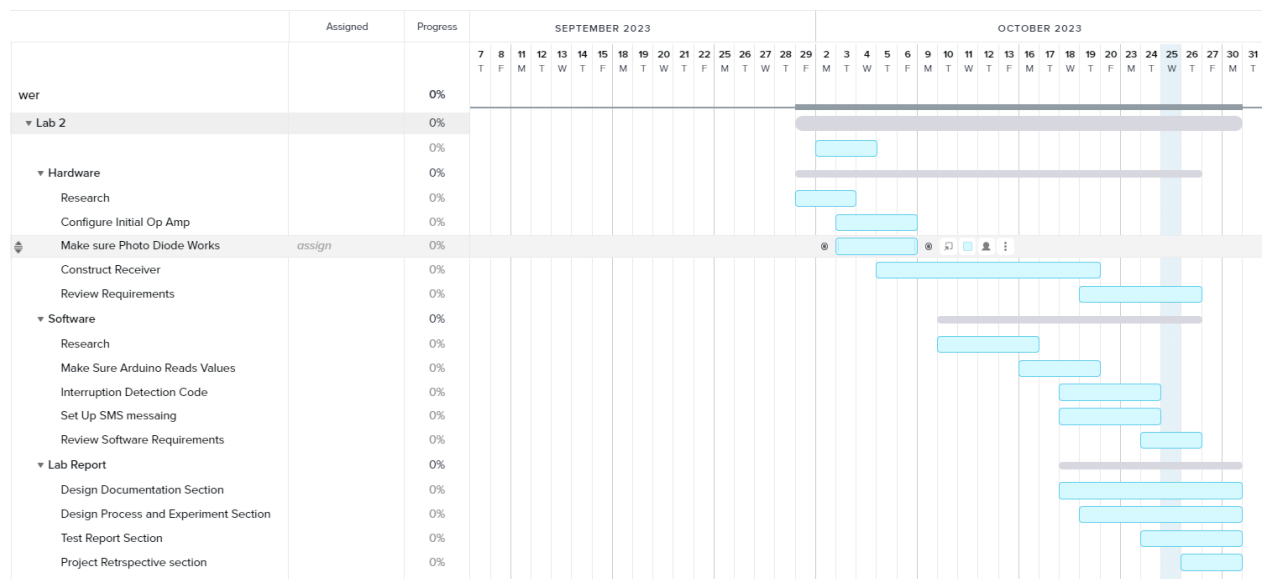 Assigned Progress SEPTEMBER 2023 OCTOBER 2023
7 8 11 12 13 14 15 18 19 20 21 22 25 26 27 28 29 2 3 4 5 6 9 10 11 12 13 16 17 18 19 20 23 24 25 26 27 30 31
T F M T W T F M T W T F M T W T F M T W T F M T W T F M T W T F M T W T F M T
wer 0%
Lab 2 0%
0%
Hardware 0%
Research 0%
Configure Initial Op Amp 0%
Make sure Photo Diode Works assign 0%
Construct Receiver 0%
Review Requirements 0%
Software 0%
Research 0%
Make Sure Arduino Reads Values 0%
Interruption Detection Code 0%
Set Up SMS messaing 0%
Review Software Requirements 0%
Lab Report 0%
Design Documentation Section 0%
Design Process and Experiment Section 0%
Test Report Section 0%
Project Retrspective section 0%